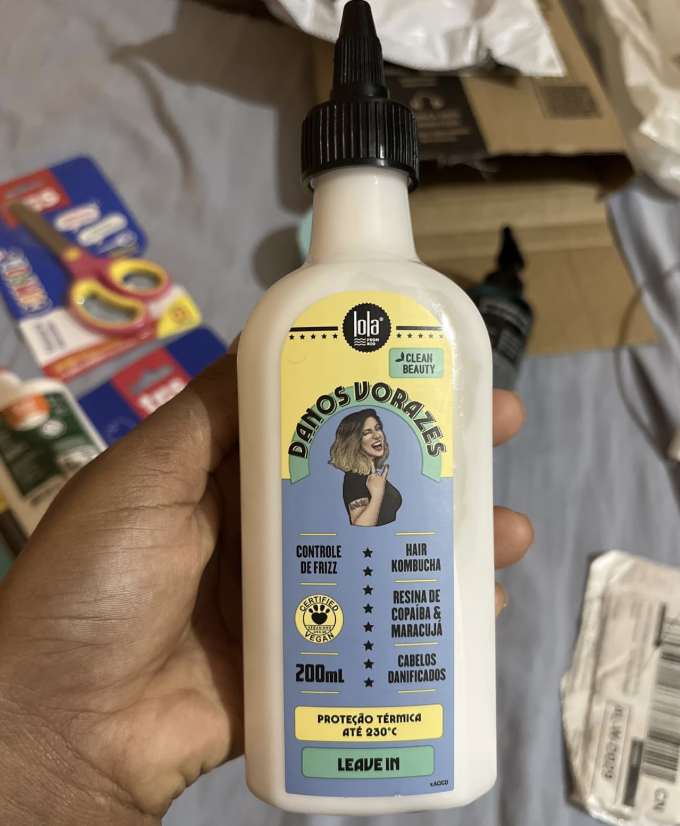 lola®
FROM
RIO
CLEAN
BEAUTY
DANOS VORAZES
CONTROLE
DE FRIZZ
CERTIFIED
VEGAN
200mL
HAIR
KOMBUCHA
RESINA DE
COPAÍBA &
MARACUJÁ
CABELOS
DANIFICADOS
PROTEÇÃO TÉRMICA
ATÉ 230°C
LEAVE IN
CN